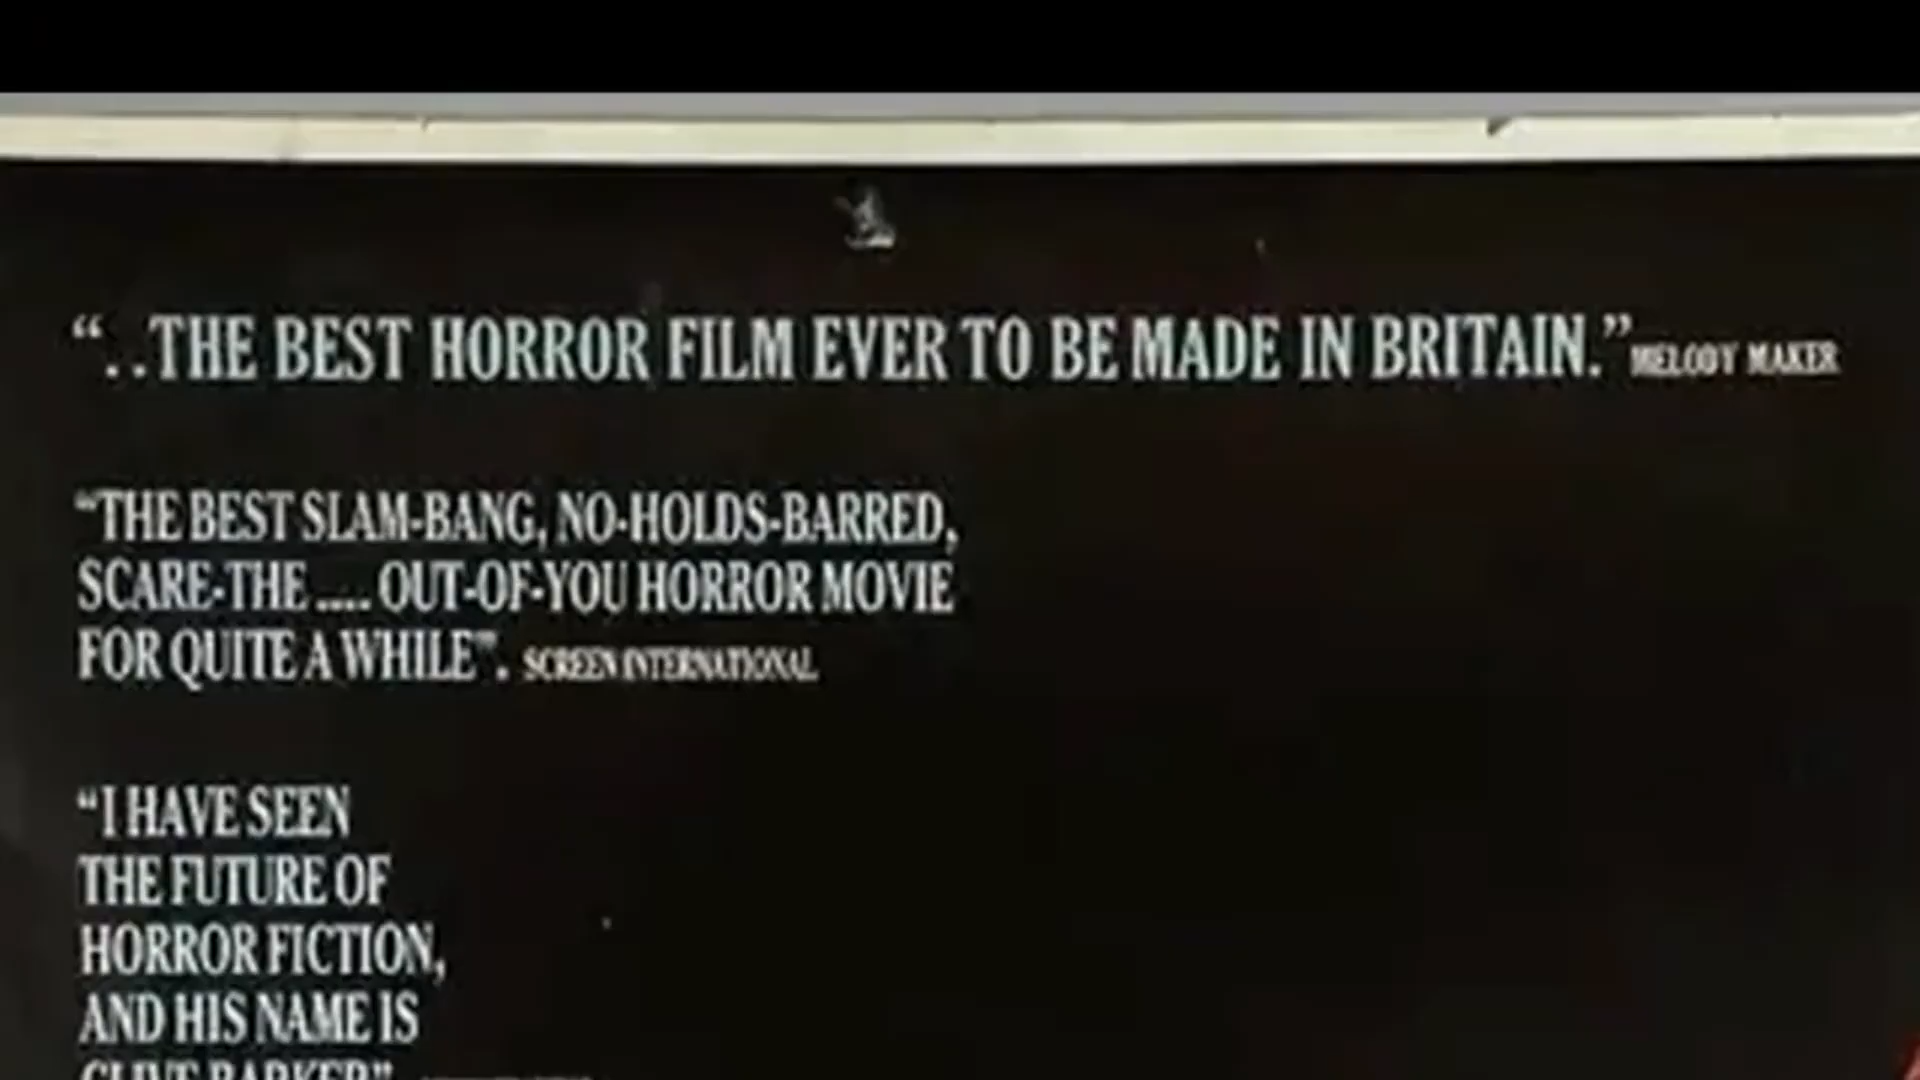 “..THE BEST HORROR FILM EVER TO BE MADE IN BRITAIN.” MELODY MAKER
“THE BEST SLAM-BANG, NO-HOLDS-BARRED,
SCARE-THE ..... OUT-OF-YOU HORROR MOVIE
FOR QUITE A WHILE”. SCREEN INTERNATIONAL
“I HAVE SEEN
THE FUTURE OF
HORROR FICTION,
AND HIS NAME IS
CLIVE BARKER”